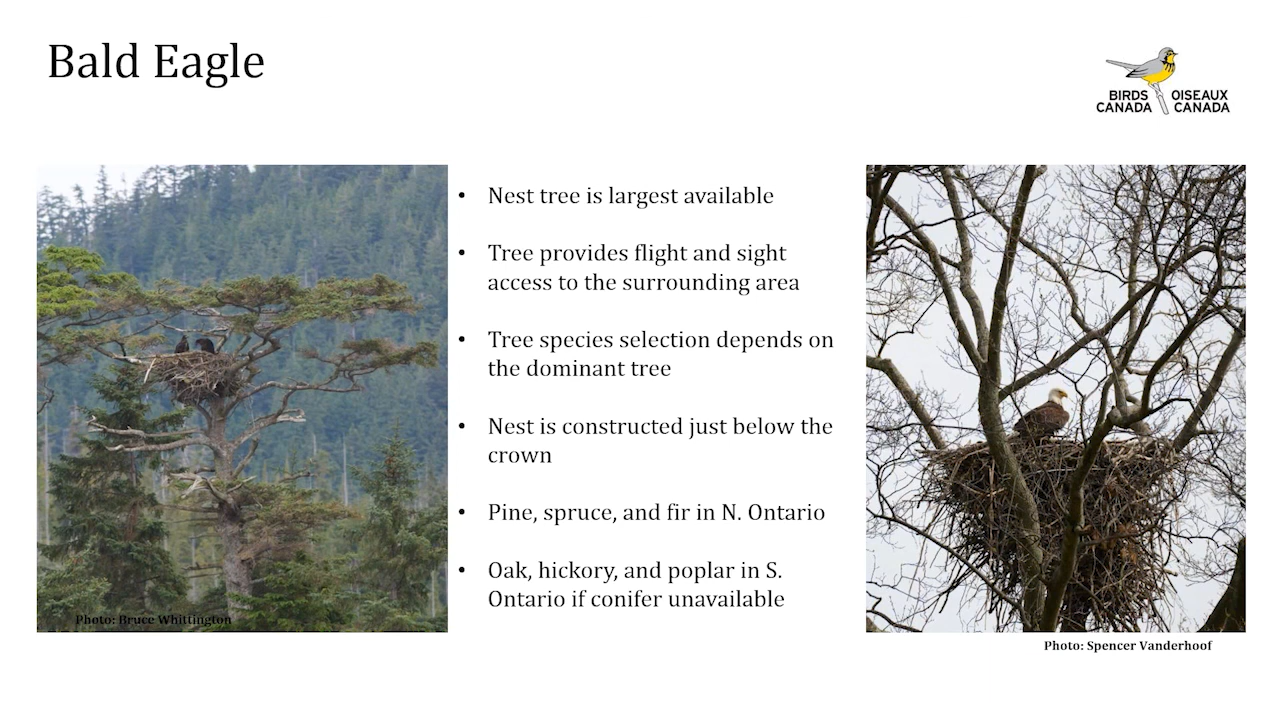 Bald Eagle
BIRDS CANADA
OISEAUX CANADA
• Nest tree is largest available
• Tree provides flight and sight
access to the surrounding area
• Tree species selection depends on
the dominant tree
• Nest is constructed just below the
crown
• Pine, spruce, and fir in N. Ontario
• Oak, hickory, and poplar in S.
Ontario if conifer unavailable
Photo: Bruce Whittington
Photo: Spencer Vanderhoof